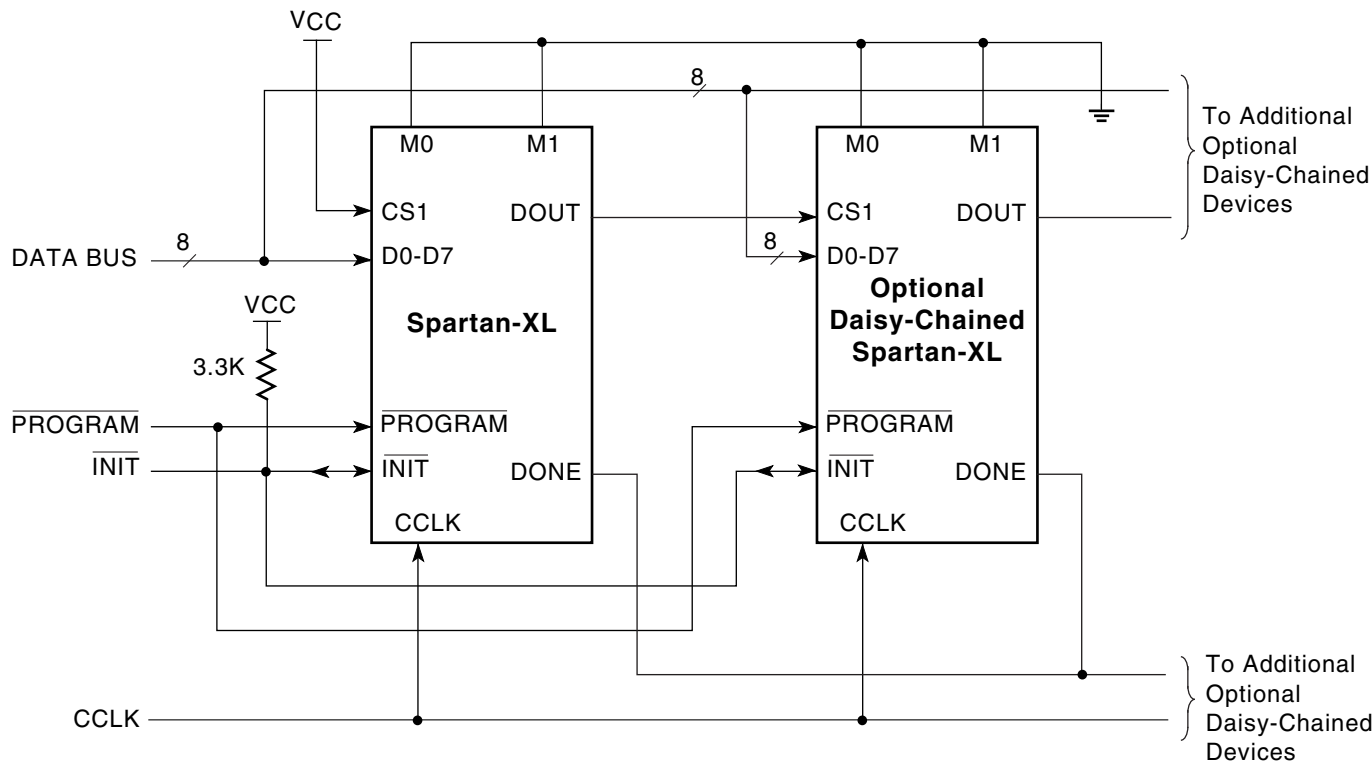 VCC
8
M0
M1
M0
M1
To Additional
Optional
Daisy-Chained
Devices
CS1
DOUT
CS1
DOUT
DATA BUS
8
D0-D7
8
D0-D7
VCC
3.3K
Spartan-XL
Optional
Daisy-Chained
Spartan-XL
PROGRAM
PROGRAM
PROGRAM
INIT
INIT
DONE
INIT
DONE
CCLK
CCLK
To Additional
Optional
Daisy-Chained
Devices
CCLK